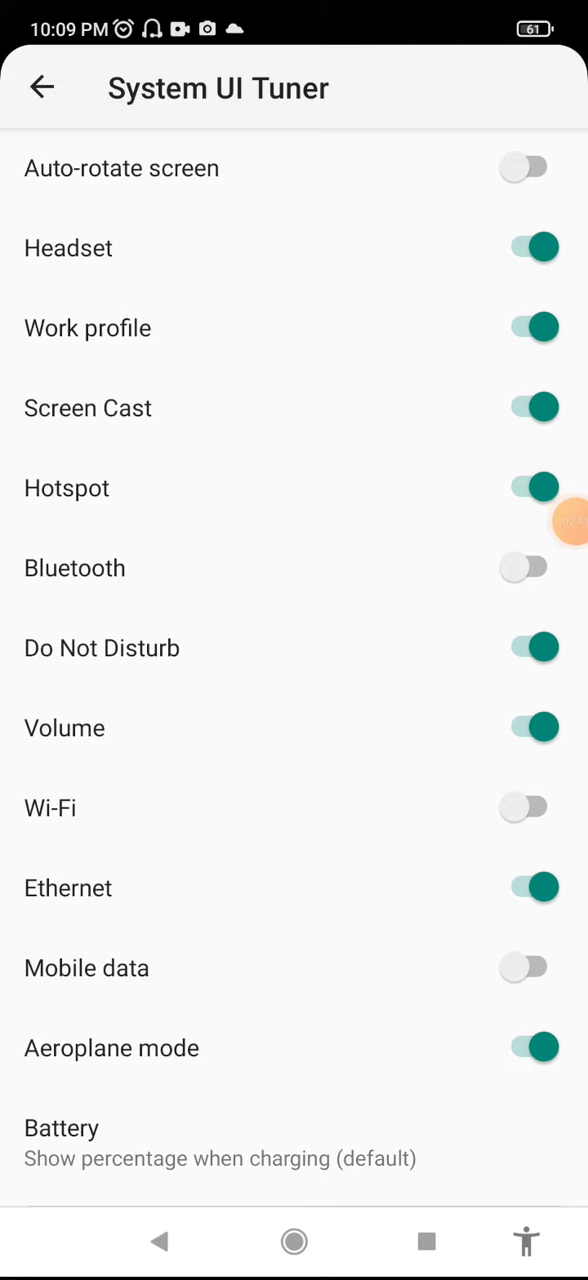 10:09 PM
61
System UI Tuner
Auto-rotate screen
Headset
Work profile
Screen Cast
Hotspot
Bluetooth
Do Not Disturb
Volume
Wi-Fi
Ethernet
Mobile data
Aeroplane mode
Battery
Show percentage when charging (default)